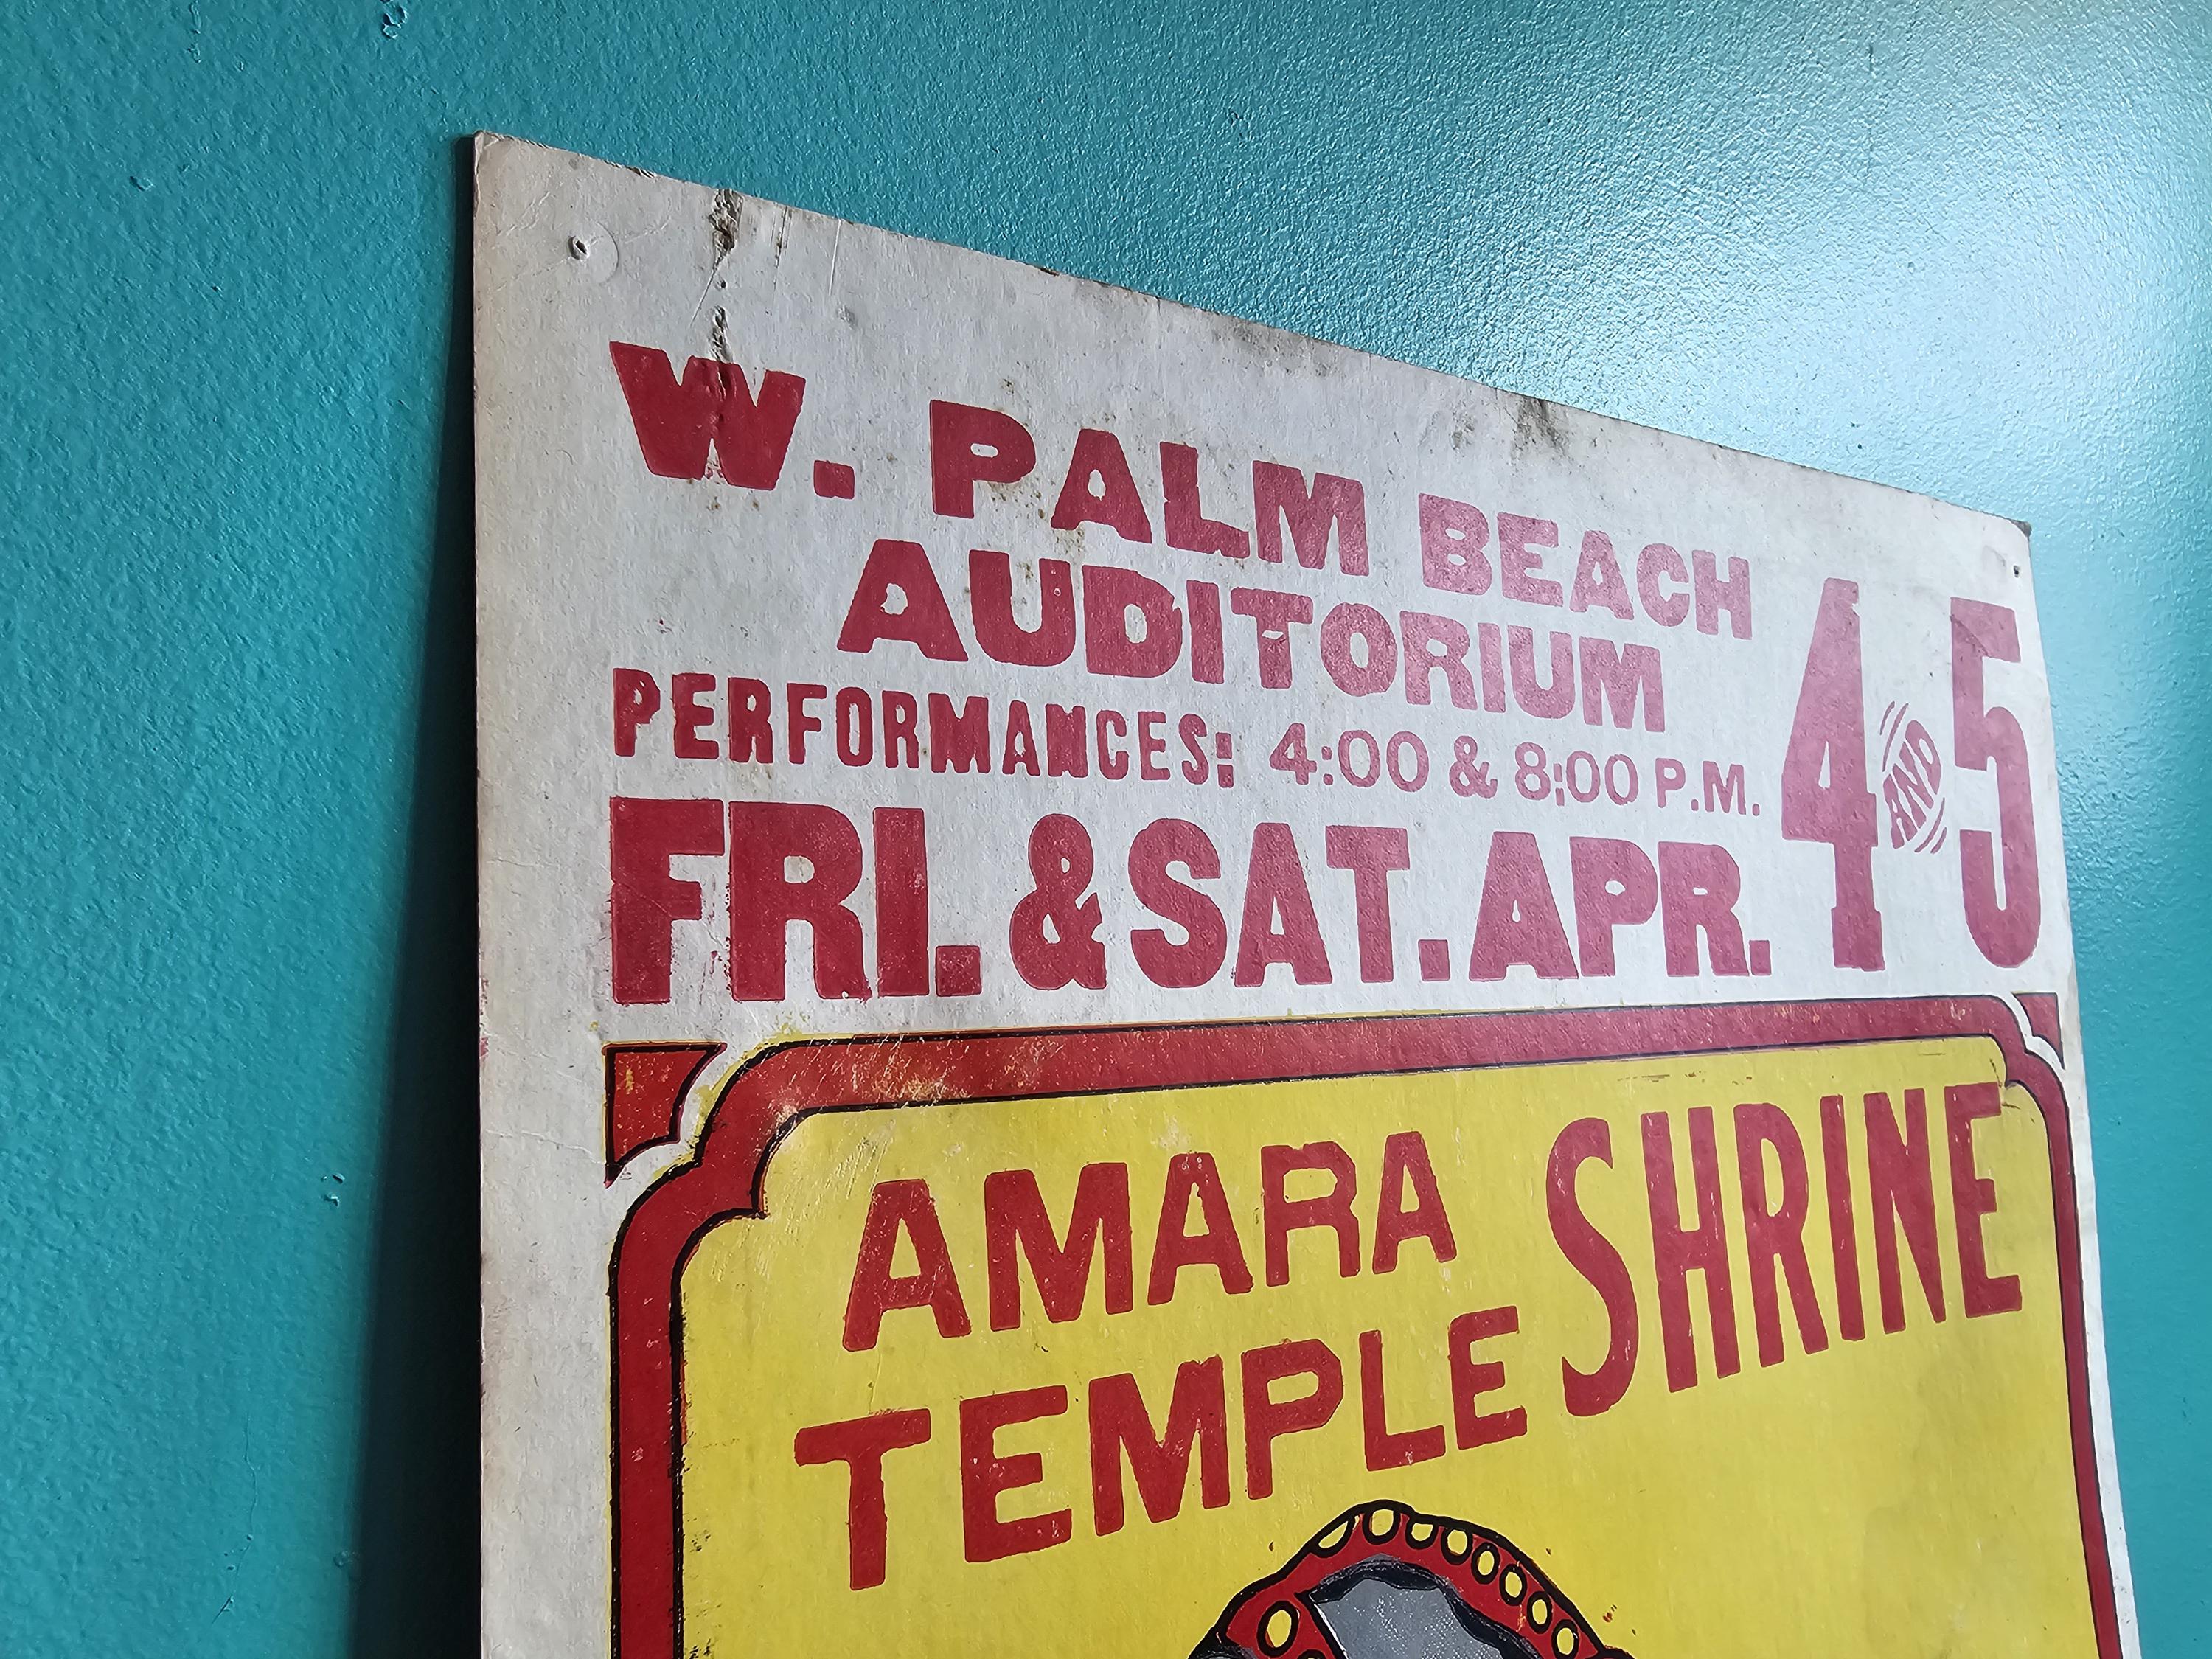 W. PALM BEACH
AUDITORIUM
PERFORMANCES: 4:00 & 8:00 P.M.
FRI. & SAT. APR. 4 AND 5
AMARA SHRINE
TEMPLE